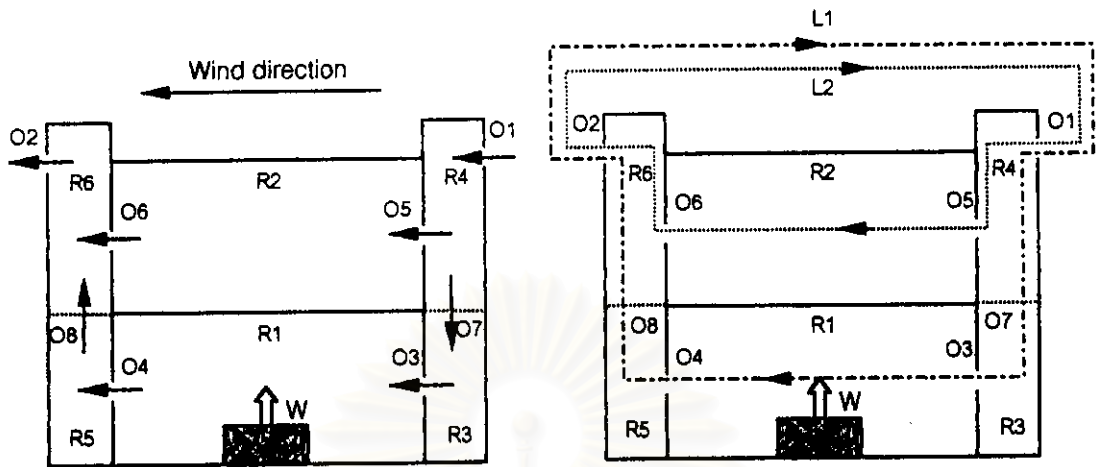 Wind direction
O2
O1
R6
R2
R4
O6
O5
O8
R1
O7
O4
O3
W
R5
R3
L1
L2
O2
O1
R6
R2
R4
O6
O5
O8
R1
O7
O4
O3
W
R5
R3